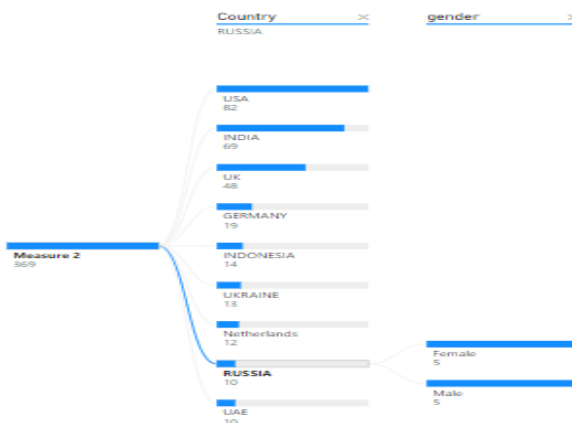 Country
RUSSIA
gender
USA
82
INDIA
69
UK
48
GERMANY
19
Measure 2
369
INDONESIA
14
UKRAINE
13
Netherlands
12
RUSSIA
10
Female
5
Male
5
UAE
10